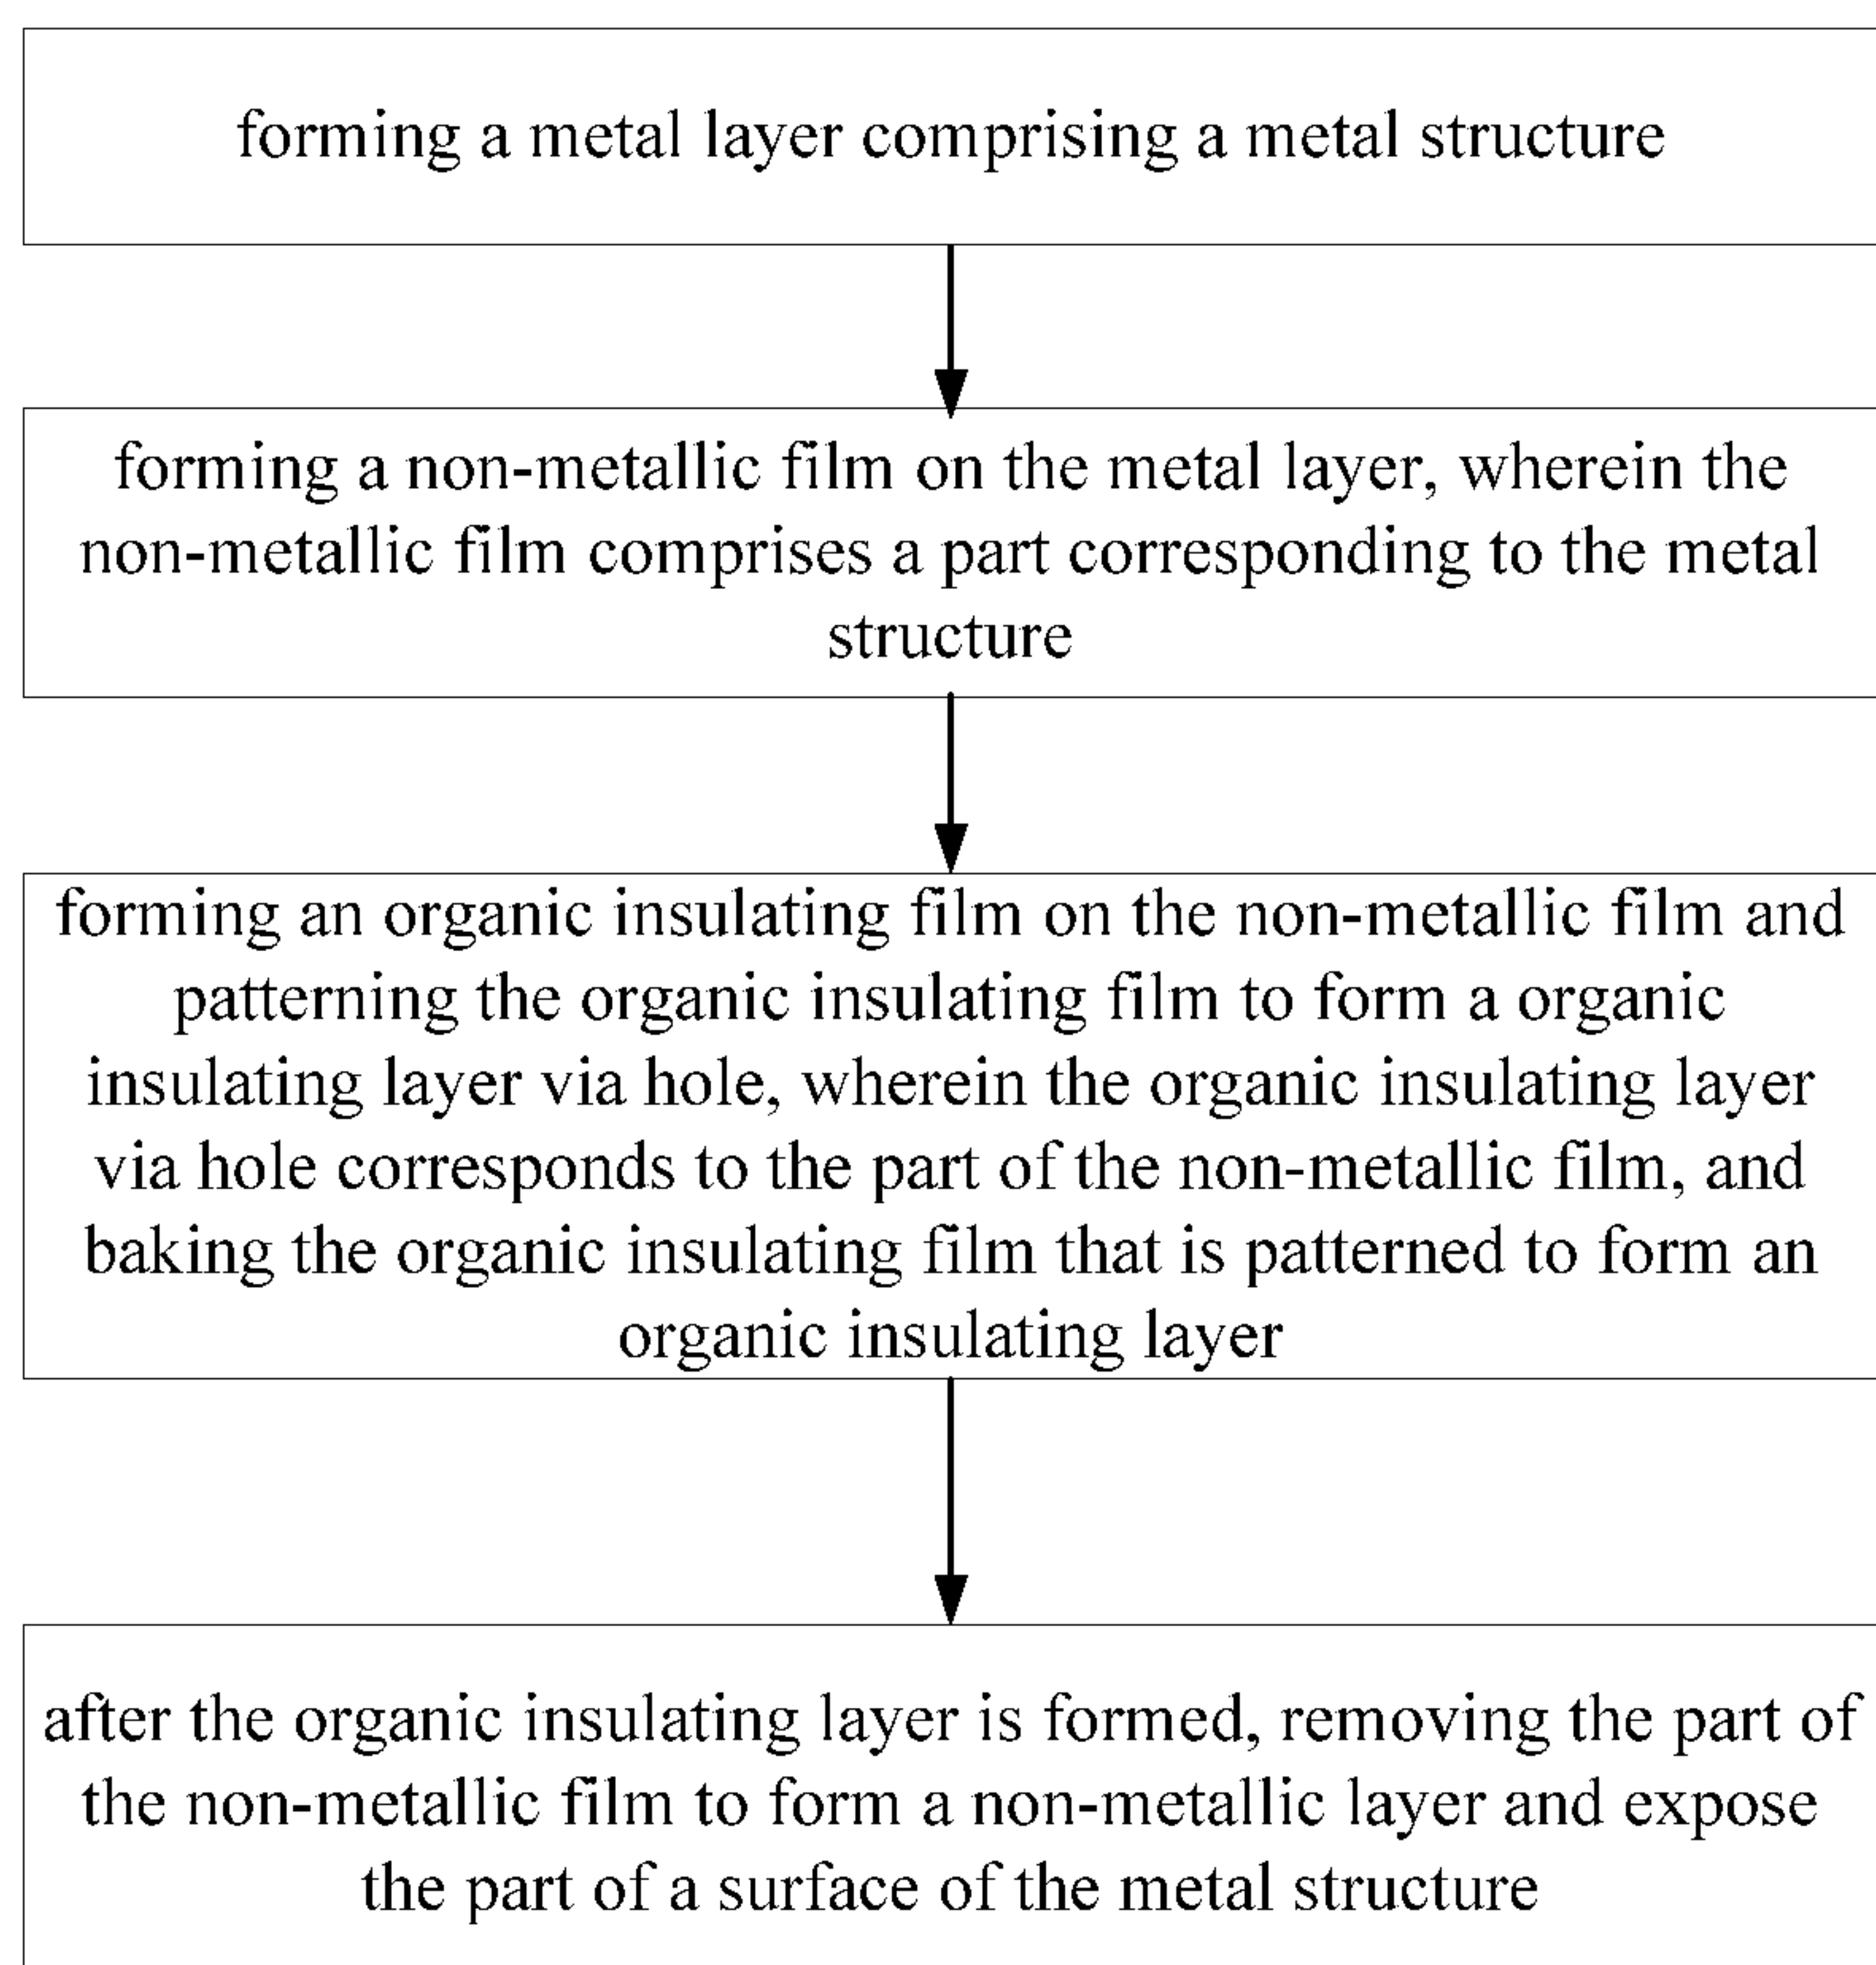 forming a metal layer comprising a metal structure
forming a non-metallic film on the metal layer, wherein the
non-metallic film comprises a part corresponding to the metal
structure
forming an organic insulating film on the non-metallic film and
patterning the organic insulating film to form a organic
insulating layer via hole, wherein the organic insulating layer
via hole corresponds to the part of the non-metallic film, and
baking the organic insulating film that is patterned to form an
organic insulating layer
after the organic insulating layer is formed, removing the part of
the non-metallic film to form a non-metallic layer and expose
the part of a surface of the metal structure